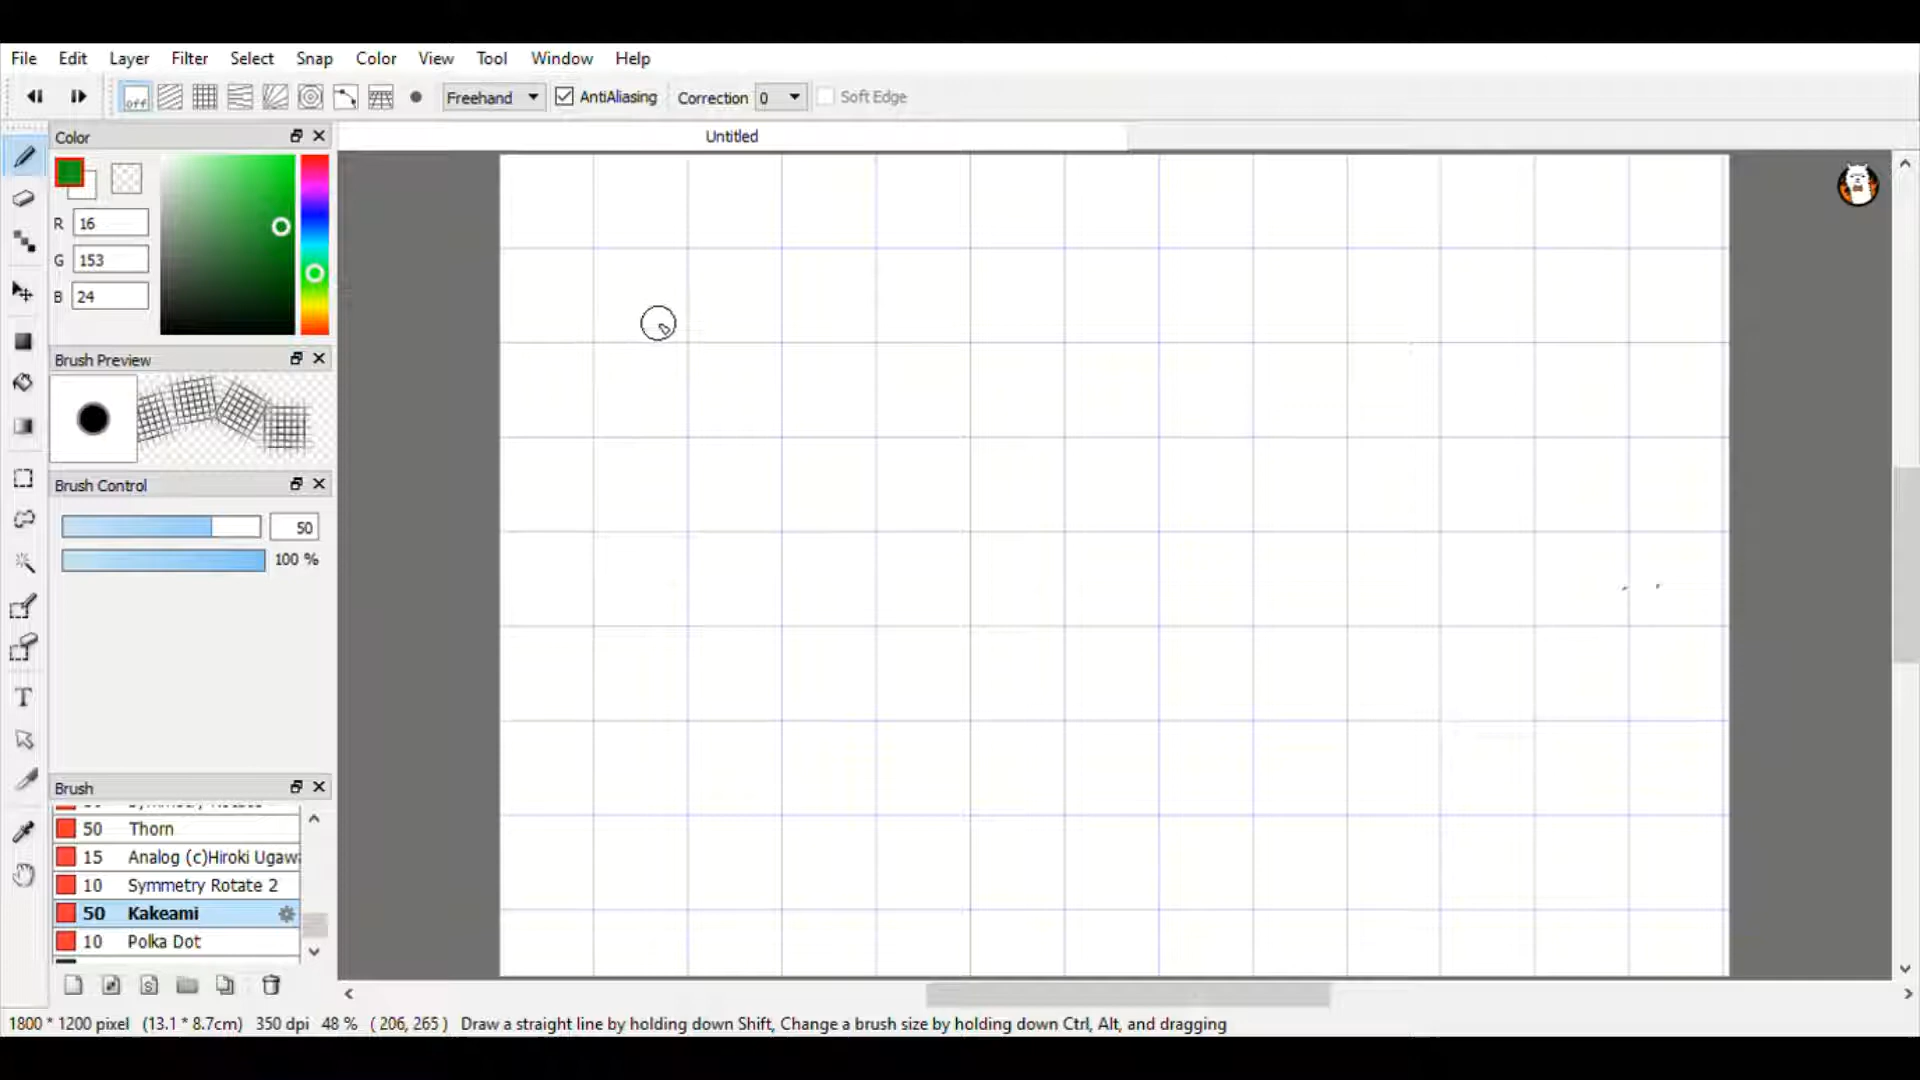 File Edit Layer Filter Select Snap Color View Tool Window Help
off Freehand AntiAliasing Correction 0 Soft Edge
Color
Untitled
R 16
G 153
B 24
Brush Preview
Brush Control
50
100 %
Brush
50 Thorn
15 Analog (c)Hiroki Ugaw
10 Symmetry Rotate 2
50 Kakeami
10 Polka Dot
1800 * 1200 pixel (13.1 * 8.7cm) 350 dpi 48 % ( 206, 265 ) Draw a straight line by holding down Shift, Change a brush size by holding down Ctrl, Alt, and dragging